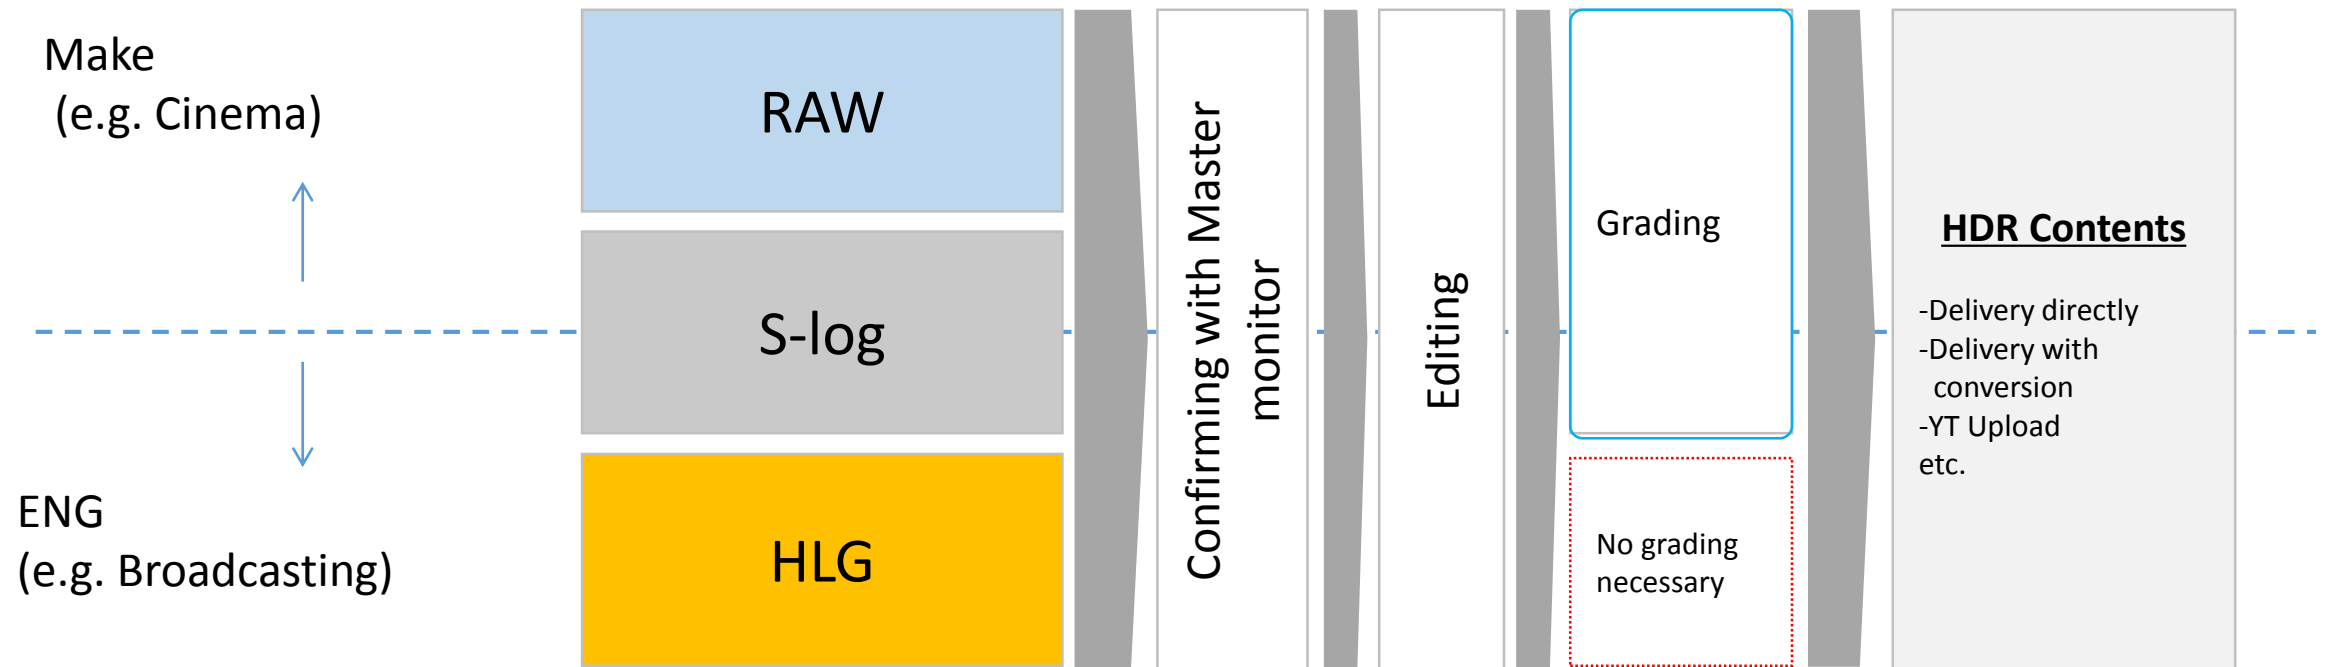 Make
(e.g. Cinema)
ENG
(e.g. Broadcasting)
RAW
S-log
HLG
Confirming with Master
monitor
Editing
Grading
No grading
necessary
HDR Contents
-Delivery directly
-Delivery with
conversion
-YT Upload
etc.